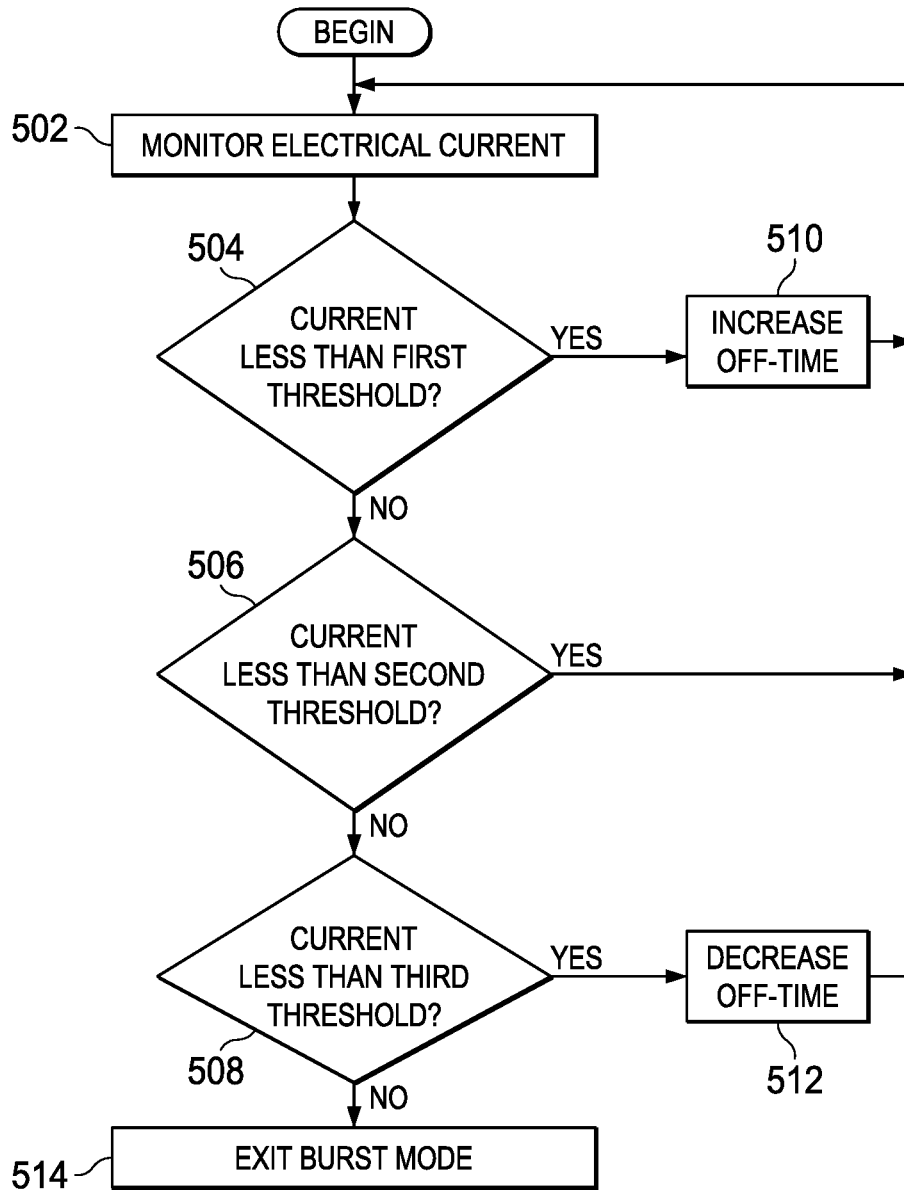 BEGIN
502
MONITOR ELECTRICAL CURRENT
504
CURRENT
LESS THAN FIRST
THRESHOLD?
YES
510
INCREASE
OFF-TIME
NO
506
CURRENT
LESS THAN SECOND
THRESHOLD?
YES
NO
CURRENT
LESS THAN THIRD
THRESHOLD?
508
YES
DECREASE
OFF-TIME
512
NO
514
EXIT BURST MODE